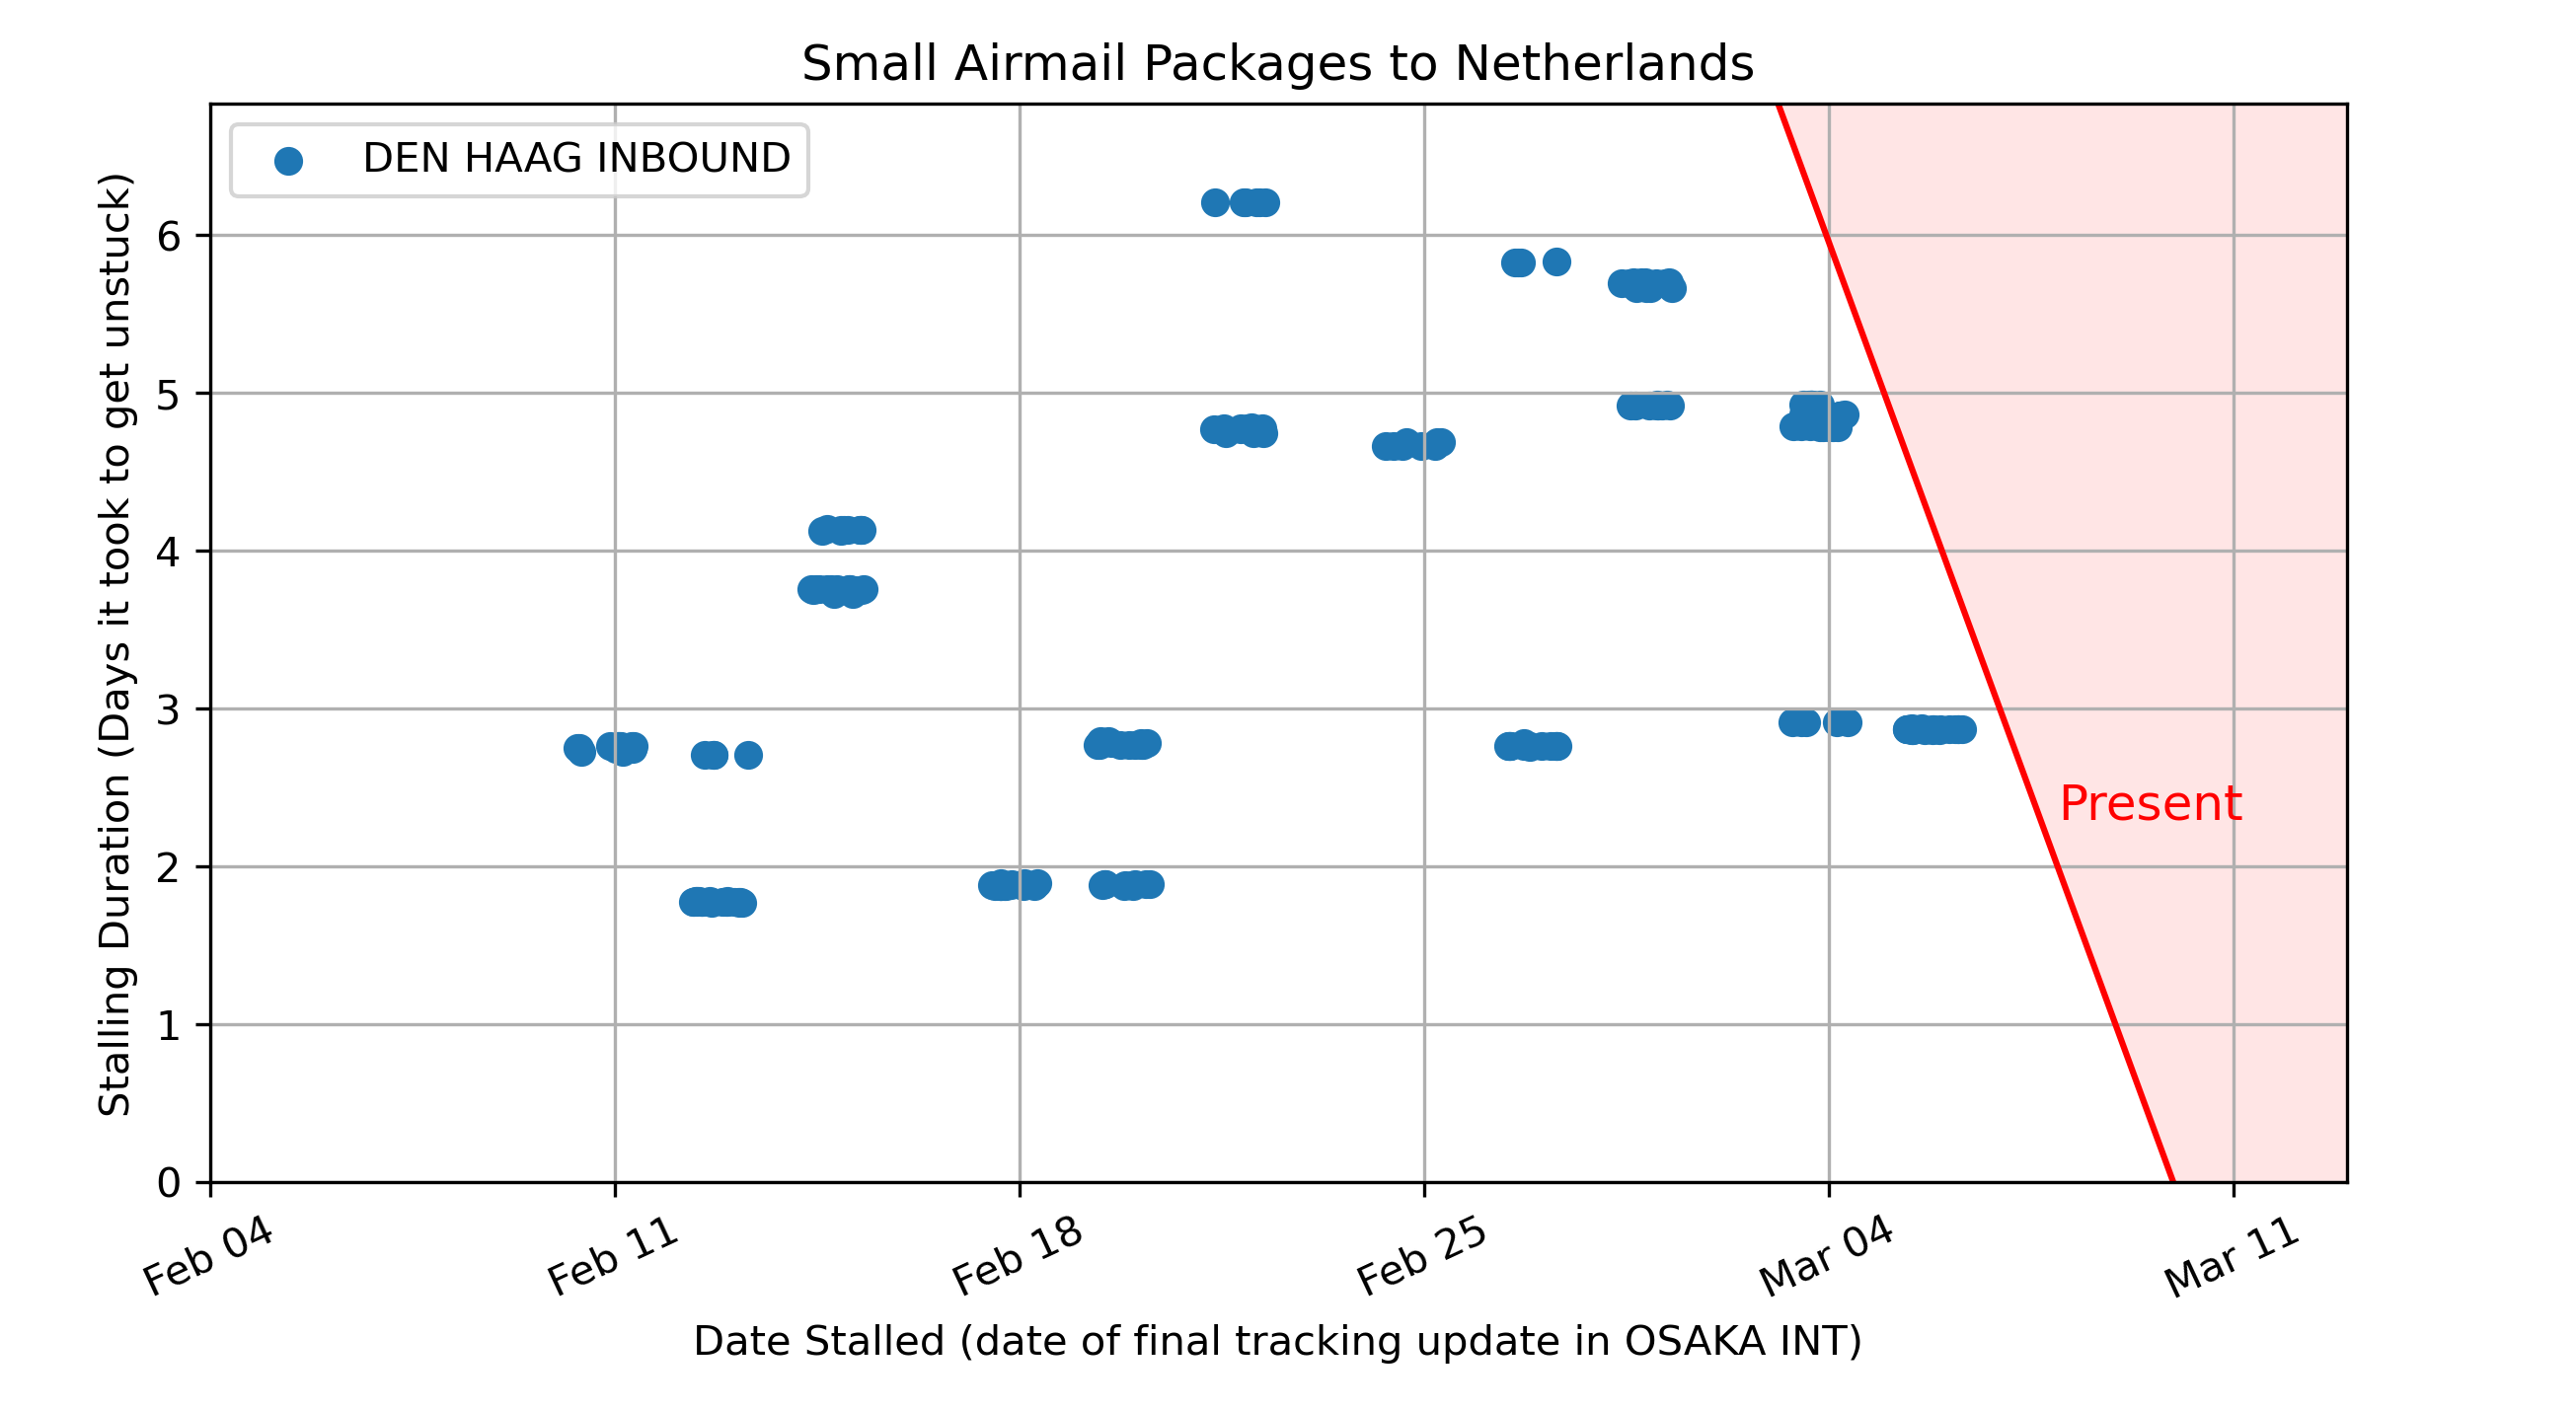 Small Airmail Packages to Netherlands
DEN HAAG INBOUND
Stalling Duration (Days it took to get unstuck)
6
5
4
3
2
1
0
Present
Feb 04
Feb 11
Feb 18
Feb 25
Mar 04
Mar 11
Date Stalled (date of final tracking update in OSAKA INT)